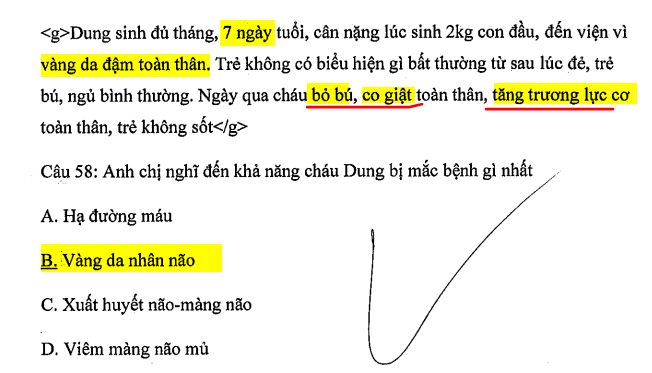 <g>Dung sinh đủ tháng, 7 ngày tuổi, cân nặng lúc sinh 2kg con đầu, đến viện vì
vàng da đậm toàn thân. Trẻ không có biểu hiện gì bất thường từ sau lúc đẻ, trẻ
bú, ngủ bình thường. Ngày qua cháu bỏ bú, co giật toàn thân, tăng trương lực cơ
toàn thân, trẻ không sốt</g>
Câu 58: Anh chị nghĩ đến khả năng cháu Dung bị mắc bệnh gì nhất
A. Hạ đường máu
B. Vàng da nhân não
C. Xuất huyết não-màng não
D. Viêm màng não mủ